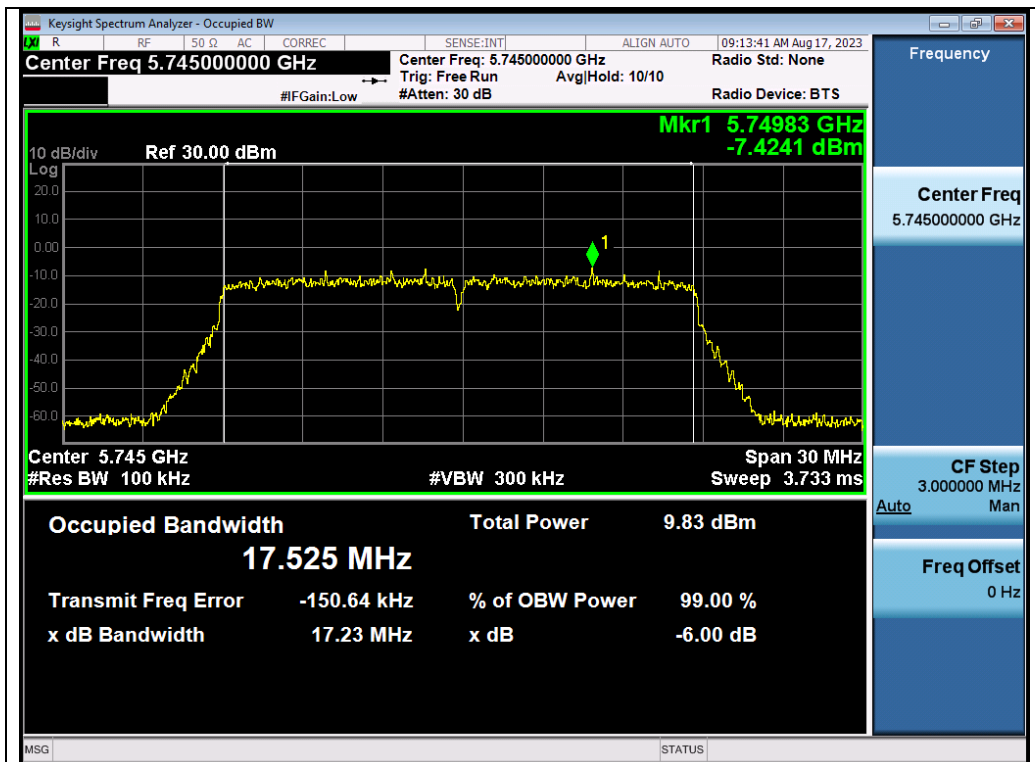 Keysight Spectrum Analyzer - Occupied BW
LXI R RF 50 Ω AC CORREC SENSE:INT ALIGN AUTO 09:13:41 AM Aug 17, 2023
Center Freq 5.745000000 GHz
Center Freq: 5.745000000 GHz
Radio Std: None
Trig: Free Run Avg|Hold: 10/10
#IFGain:Low
#Atten: 30 dB
Radio Device: BTS
Mkr1 5.74983 GHz
-7.4241 dBm
10 dB/div Ref 30.00 dBm
Log
20.0
10.0
0.00
-10.0
-20.0
-30.0
-40.0
-50.0
-60.0
1
Center 5.745 GHz Span 30 MHz
#Res BW 100 kHz #VBW 300 kHz Sweep 3.733 ms
Occupied Bandwidth Total Power 9.83 dBm
17.525 MHz
Transmit Freq Error -150.64 kHz % of OBW Power 99.00 %
x dB Bandwidth 17.23 MHz x dB -6.00 dB
Frequency
Center Freq
5.745000000 GHz
CF Step
3.000000 MHz
Auto Man
Freq Offset
0 Hz
MSG STATUS